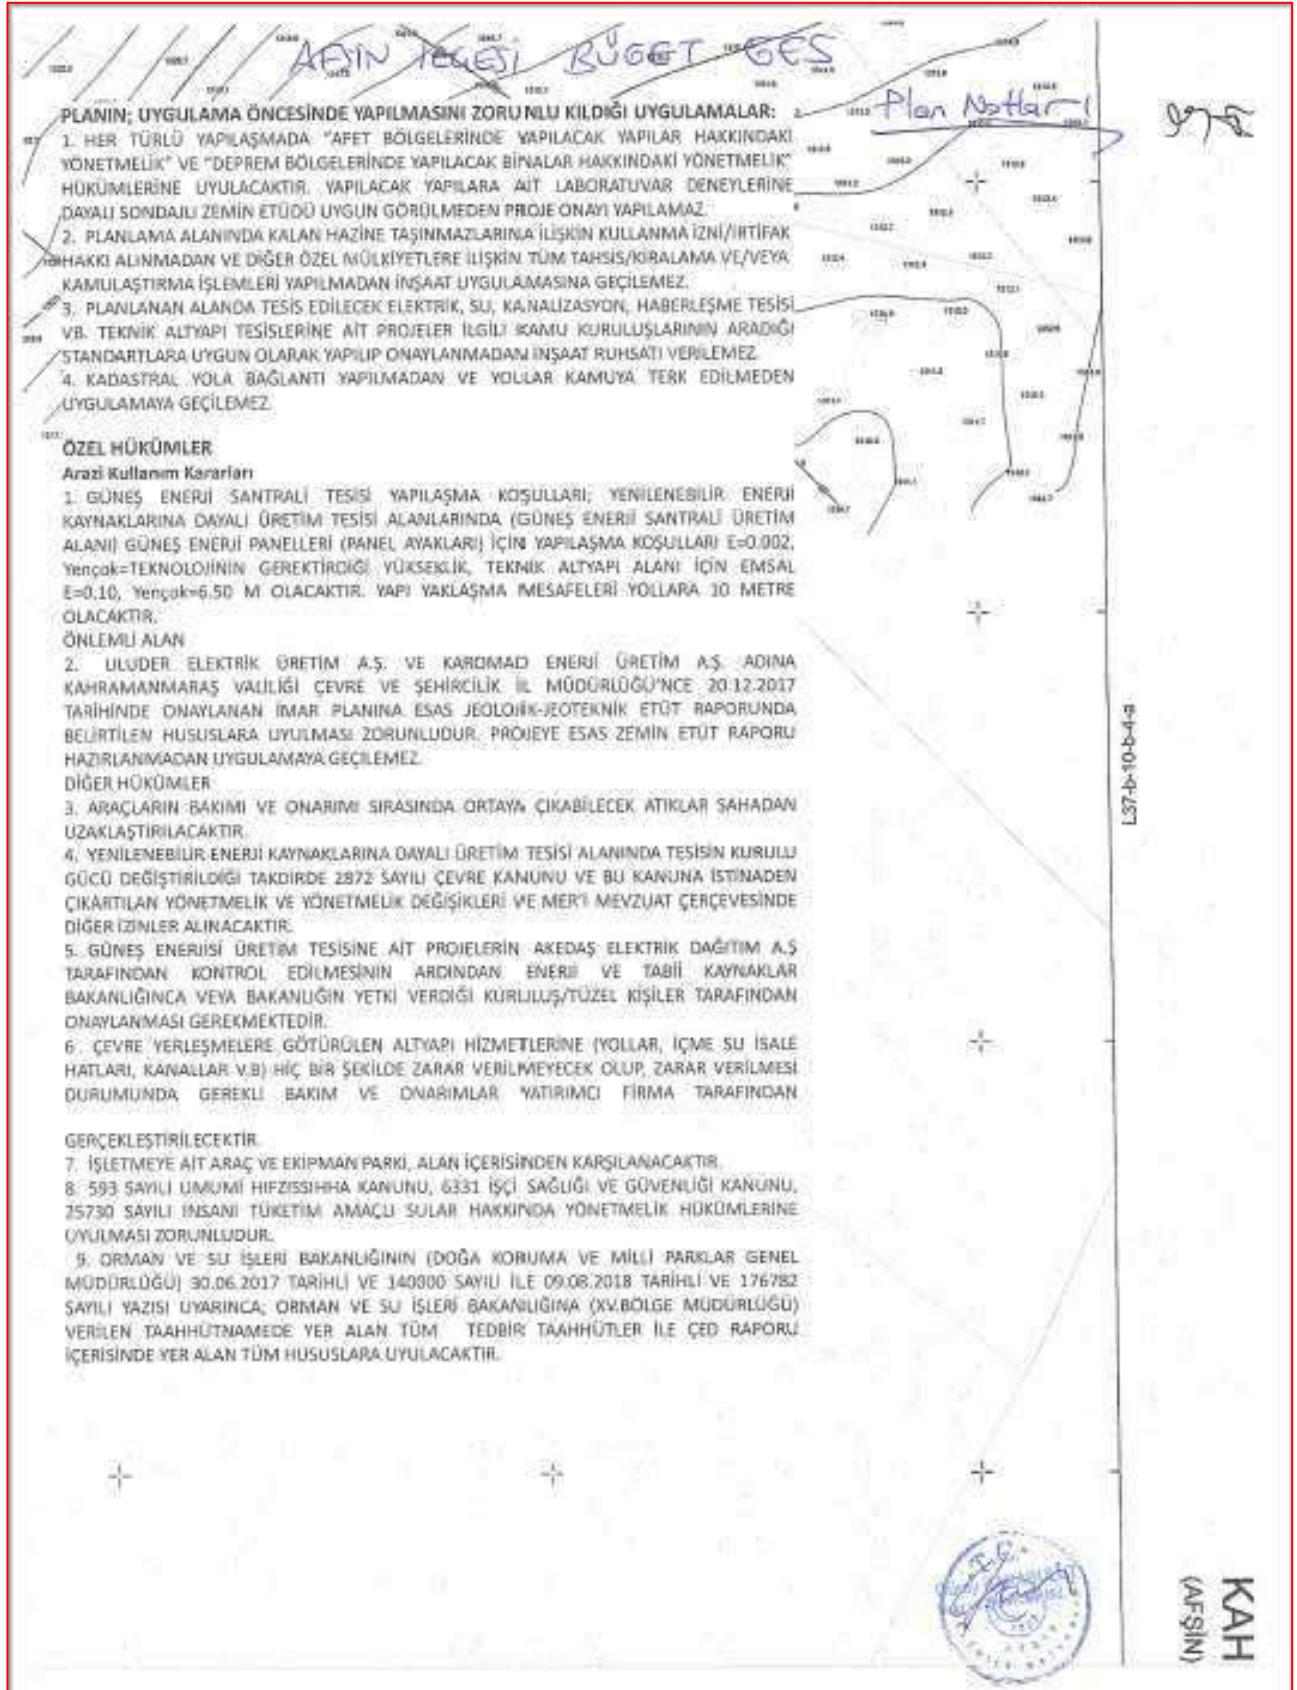 AFŞİN İLÇESİ BÜGET GES
Plan Notları
PLANIN; UYGULAMA ÖNCESİNDE YAPILMASINI ZORUNLU KILDIĞI UYGULAMALAR:
1. HER TÜRLÜ YAPILAŞMADA "AFET BÖLGELERİNDE YAPILACAK YAPILAR HAKKINDAKİ
YÖNETMELİK" VE "DEPREM BÖLGELERİNDE YAPILACAK BİNALAR HAKKINDAKİ YÖNETMELİK"
HÜKÜMLERİNE UYULACAKTIR. YAPILACAK YAPILARA AİT LABORATUVAR DENEYLERİNE
DAYALI SONDAJLI ZEMİN ETÜDÜ UYGUN GÖRÜLMEDEN PROJE ONAYI YAPILAMAZ.
2. PLANLAMA ALANINDA KALAN HAZİNE TAŞINMAZLARINA İLİŞKİN KULLANMA İZNİ/İRTİFAK
HAKKI ALINMADAN VE DİĞER ÖZEL MÜLKİYETLERE İLİŞKİN TÜM TAHSİS/KİRALAMA VE/VEYA
KAMULAŞTIRMA İŞLEMLERİ YAPILMADAN İNŞAAT UYGULAMASINA GEÇİLEMEZ.
3. PLANLANAN ALANDA TESİS EDİLECEK ELEKTRİK, SU, KANALİZASYON, HABERLEŞME TESİSİ
VB. TEKNİK ALTYAPI TESİSLERİNE AİT PROJELER İLGİLİ KAMU KURULUŞLARININ ARADIĞI
STANDARTLARA UYGUN OLARAK YAPILIP ONAYLANMADAN İNŞAAT RUHSATI VERİLEMEZ.
4. KADASTRAL YOLA BAĞLANTI YAPILMADAN VE YOLLAR KAMUYA TERK EDİLMEDEN
UYGULAMAYA GEÇİLEMEZ.
ÖZEL HÜKÜMLER
Arazi Kullanım Kararları
1. GÜNEŞ ENERJİ SANTRALİ TESİSİ YAPILAŞMA KOŞULLARI; YENİLENEBİLİR ENERJİ
KAYNAKLARINA DAYALI ÜRETİM TESİSİ ALANLARINDA (GÜNEŞ ENERJİ SANTRALİ ÜRETİM
ALANI) GÜNEŞ ENERJİ PANELLERİ (PANEL AYAKLARI) İÇİN YAPILAŞMA KOŞULLARI E=0.002,
Yençok=TEKNOLOJİNİN GEREKTİRDİĞİ YÜKSEKLİK, TEKNİK ALTYAPI ALANI İÇİN EMSAL
E=0.10, Yençok=6.50 M OLACAKTIR. YAPI YAKLAŞMA MESAFELERİ YOLLARA 10 METRE
OLACAKTIR.
ÖNLEMLİ ALAN
2. ULUDER ELEKTRİK ÜRETİM A.Ş. VE KAROMAD ENERJİ ÜRETİM A.Ş. ADINA
KAHRAMANMARAŞ VALİLİĞİ ÇEVRE VE ŞEHİRCİLİK İL MÜDÜRLÜĞÜ'NCE 20.12.2017
TARİHİNDE ONAYLANAN İMAR PLANINA ESAS JEOLOJİK-JEOTEKNİK ETÜT RAPORUNDA
BELİRTİLEN HUSUSLARA UYULMASI ZORUNLUDUR. PROJEYE ESAS ZEMİN ETÜT RAPORU
HAZIRLANMADAN UYGULAMAYA GEÇİLEMEZ.
DİĞER HÜKÜMLER
3. ARAÇLARIN BAKIMI VE ONARIMI SIRASINDA ORTAYA ÇIKABİLECEK ATIKLAR SAHADAN
UZAKLAŞTIRILACAKTIR.
4. YENİLENEBİLİR ENERJİ KAYNAKLARINA DAYALI ÜRETİM TESİSİ ALANINDA TESİSİN KURULU
GÜCÜ DEĞİŞTİRİLDİĞİ TAKDİRDE 2872 SAYILI ÇEVRE KANUNU VE BU KANUNA İSTİNADEN
ÇIKARTILAN YÖNETMELİK VE YÖNETMELİK DEĞİŞİKLERİ VE MER'İ MEVZUAT ÇERÇEVESİNDE
DİĞER İZİNLER ALINACAKTIR.
5. GÜNEŞ ENERJİSİ ÜRETİM TESİSİNE AİT PROJELERİN AKEDAŞ ELEKTRİK DAĞITIM A.Ş
TARAFINDAN KONTROL EDİLMESİNİN ARDINDAN ENERJİ VE TABİİ KAYNAKLAR
BAKANLIĞINCA VEYA BAKANLIĞIN YETKİ VERDİĞİ KURULUŞ/TÜZEL KİŞİLER TARAFINDAN
ONAYLANMASI GEREKMEKTEDİR.
6. ÇEVRE YERLEŞMELERE GÖTÜRÜLEN ALTYAPI HİZMETLERİNE (YOLLAR, İÇME SU İSALE
HATLARI, KANALLAR V.B) HİÇ BİR ŞEKİLDE ZARAR VERİLMEYECEK OLUP, ZARAR VERİLMESİ
DURUMUNDA GEREKLİ BAKIM VE ONARIMLAR YATIRIMCI FİRMA TARAFINDAN
GERÇEKLEŞTİRİLECEKTİR.
7. İŞLETMEYE AİT ARAÇ VE EKİPMAN PARKI, ALAN İÇERİSİNDEN KARŞILANACAKTIR.
8. 593 SAYILI UMUMİ HIFZISSIHHA KANUNU, 6331 İŞÇİ SAĞLIĞI VE GÜVENLİĞİ KANUNU,
25730 SAYILI İNSANİ TÜKETİM AMAÇLI SULAR HAKKINDA YÖNETMELİK HÜKÜMLERİNE
UYULMASI ZORUNLUDUR.
9. ORMAN VE SU İŞLERİ BAKANLIĞININ (DOĞA KORUMA VE MİLLİ PARKLAR GENEL
MÜDÜRLÜĞÜ) 30.06.2017 TARİHLİ VE 140000 SAYILI İLE 09.08.2018 TARİHLİ VE 176782
SAYILI YAZISI UYARINCA; ORMAN VE SU İŞLERİ BAKANLIĞINA (XV.BÖLGE MÜDÜRLÜĞÜ)
VERİLEN TAAHHÜTNAMEDE YER ALAN TÜM TEDBİR TAAHHÜTLER İLE ÇED RAPORU
İÇERİSİNDE YER ALAN TÜM HUSUSLARA UYULACAKTIR.
L37-b-10-b-4-a
KAH
(AFŞİN)
T.C.